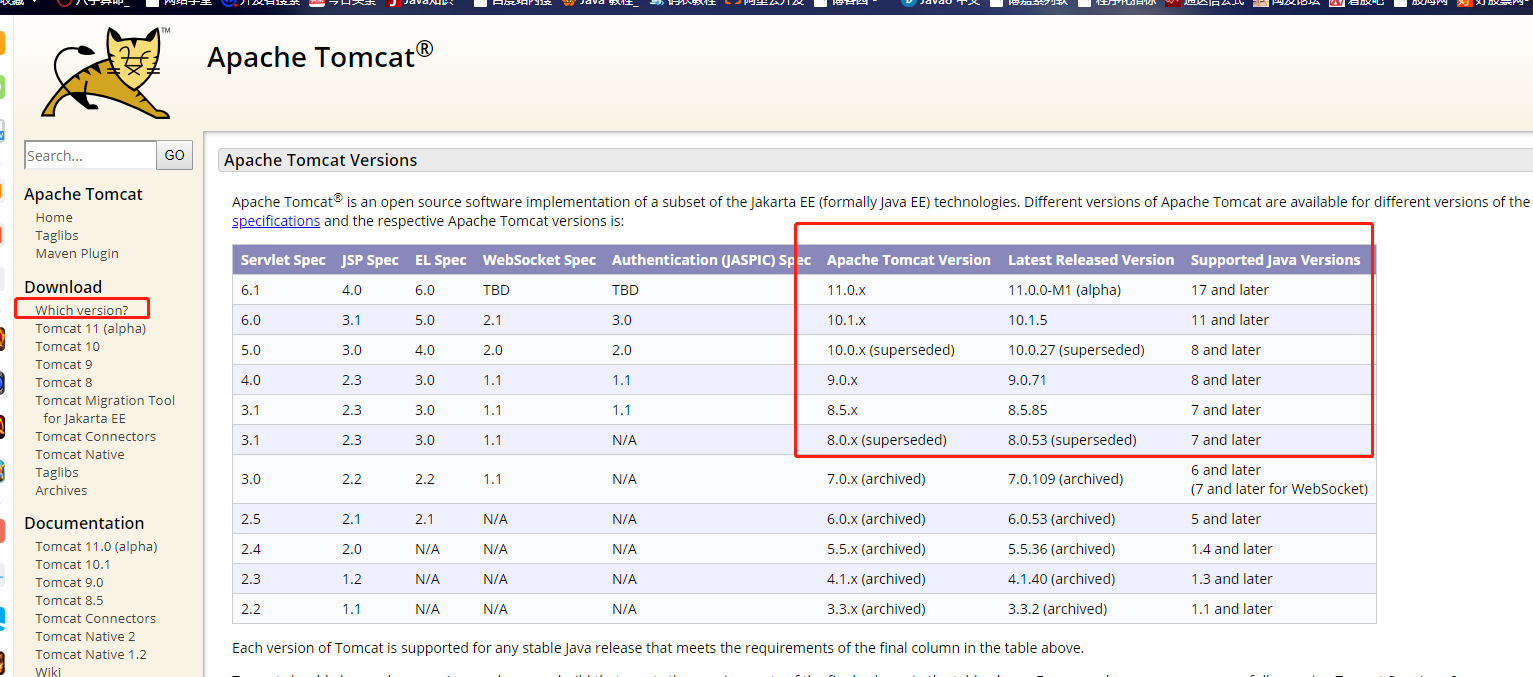 Apache Tomcat®
TM
Search... GO
Apache Tomcat
Home
Taglibs
Maven Plugin
Download
Which version?
Tomcat 11 (alpha)
Tomcat 10
Tomcat 9
Tomcat 8
Tomcat Migration Tool
for Jakarta EE
Tomcat Connectors
Tomcat Native
Taglibs
Archives
Documentation
Tomcat 11.0 (alpha)
Tomcat 10.1
Tomcat 9.0
Tomcat 8.5
Tomcat Connectors
Tomcat Native 2
Tomcat Native 1.2
Wiki
Apache Tomcat Versions
Apache Tomcat® is an open source software implementation of a subset of the Jakarta EE (formally Java EE) technologies. Different versions of Apache Tomcat are available for different versions of the
specifications and the respective Apache Tomcat versions is:
Servlet Spec JSP Spec EL Spec WebSocket Spec Authentication (JASPIC) Spec Apache Tomcat Version Latest Released Version Supported Java Versions
6.1 4.0 6.0 TBD TBD 11.0.x 11.0.0-M1 (alpha) 17 and later
6.0 3.1 5.0 2.1 3.0 10.1.x 10.1.5 11 and later
5.0 3.0 4.0 2.0 2.0 10.0.x (superseded) 10.0.27 (superseded) 8 and later
4.0 2.3 3.0 1.1 1.1 9.0.x 9.0.71 8 and later
3.1 2.3 3.0 1.1 1.1 8.5.x 8.5.85 7 and later
3.1 2.3 3.0 1.1 N/A 8.0.x (superseded) 8.0.53 (superseded) 7 and later
3.0 2.2 2.2 1.1 N/A 7.0.x (archived) 7.0.109 (archived) 6 and later
(7 and later for WebSocket)
2.5 2.1 2.1 N/A N/A 6.0.x (archived) 6.0.53 (archived) 5 and later
2.4 2.0 N/A N/A N/A 5.5.x (archived) 5.5.36 (archived) 1.4 and later
2.3 1.2 N/A N/A N/A 4.1.x (archived) 4.1.40 (archived) 1.3 and later
2.2 1.1 N/A N/A N/A 3.3.x (archived) 3.3.2 (archived) 1.1 and later
Each version of Tomcat is supported for any stable Java release that meets the requirements of the final column in the table above.